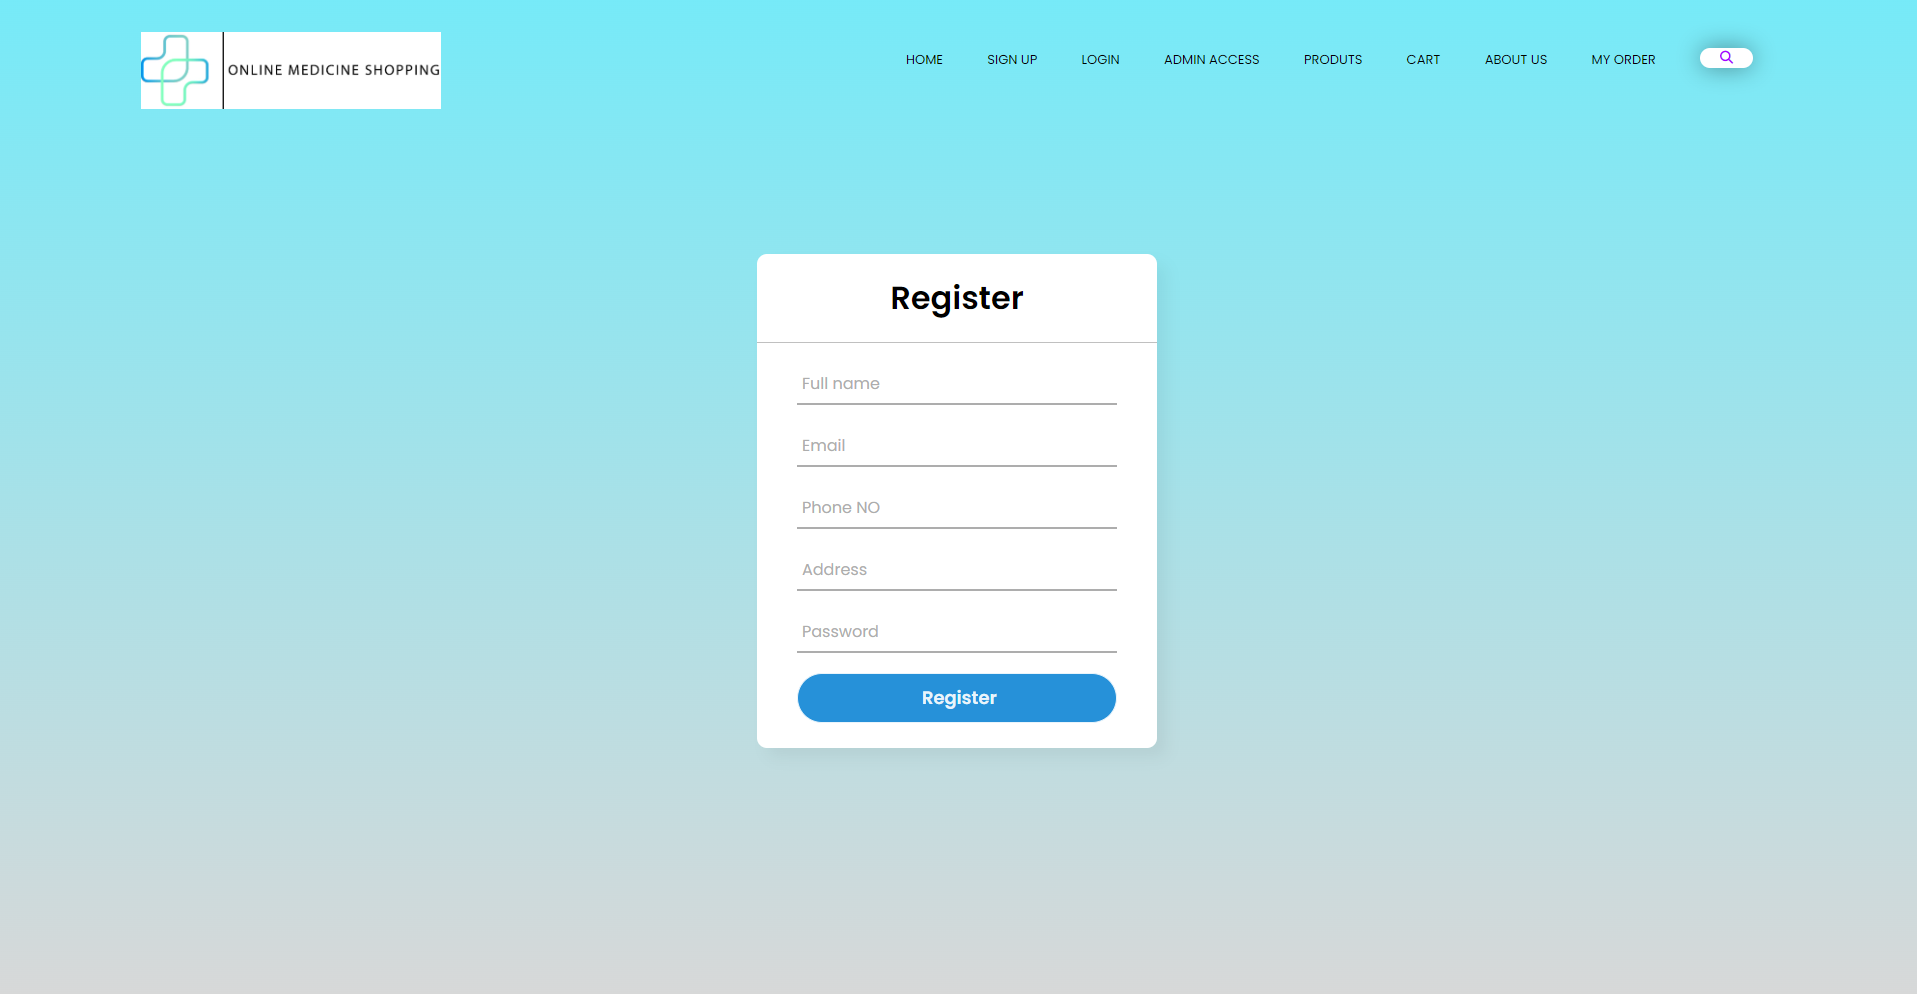 ONLINE MEDICINE SHOPPING
HOME SIGN UP LOGIN ADMIN ACCESS PRODUTS CART ABOUT US MY ORDER
Register
Full name
Email
Phone NO
Address
Password
Register